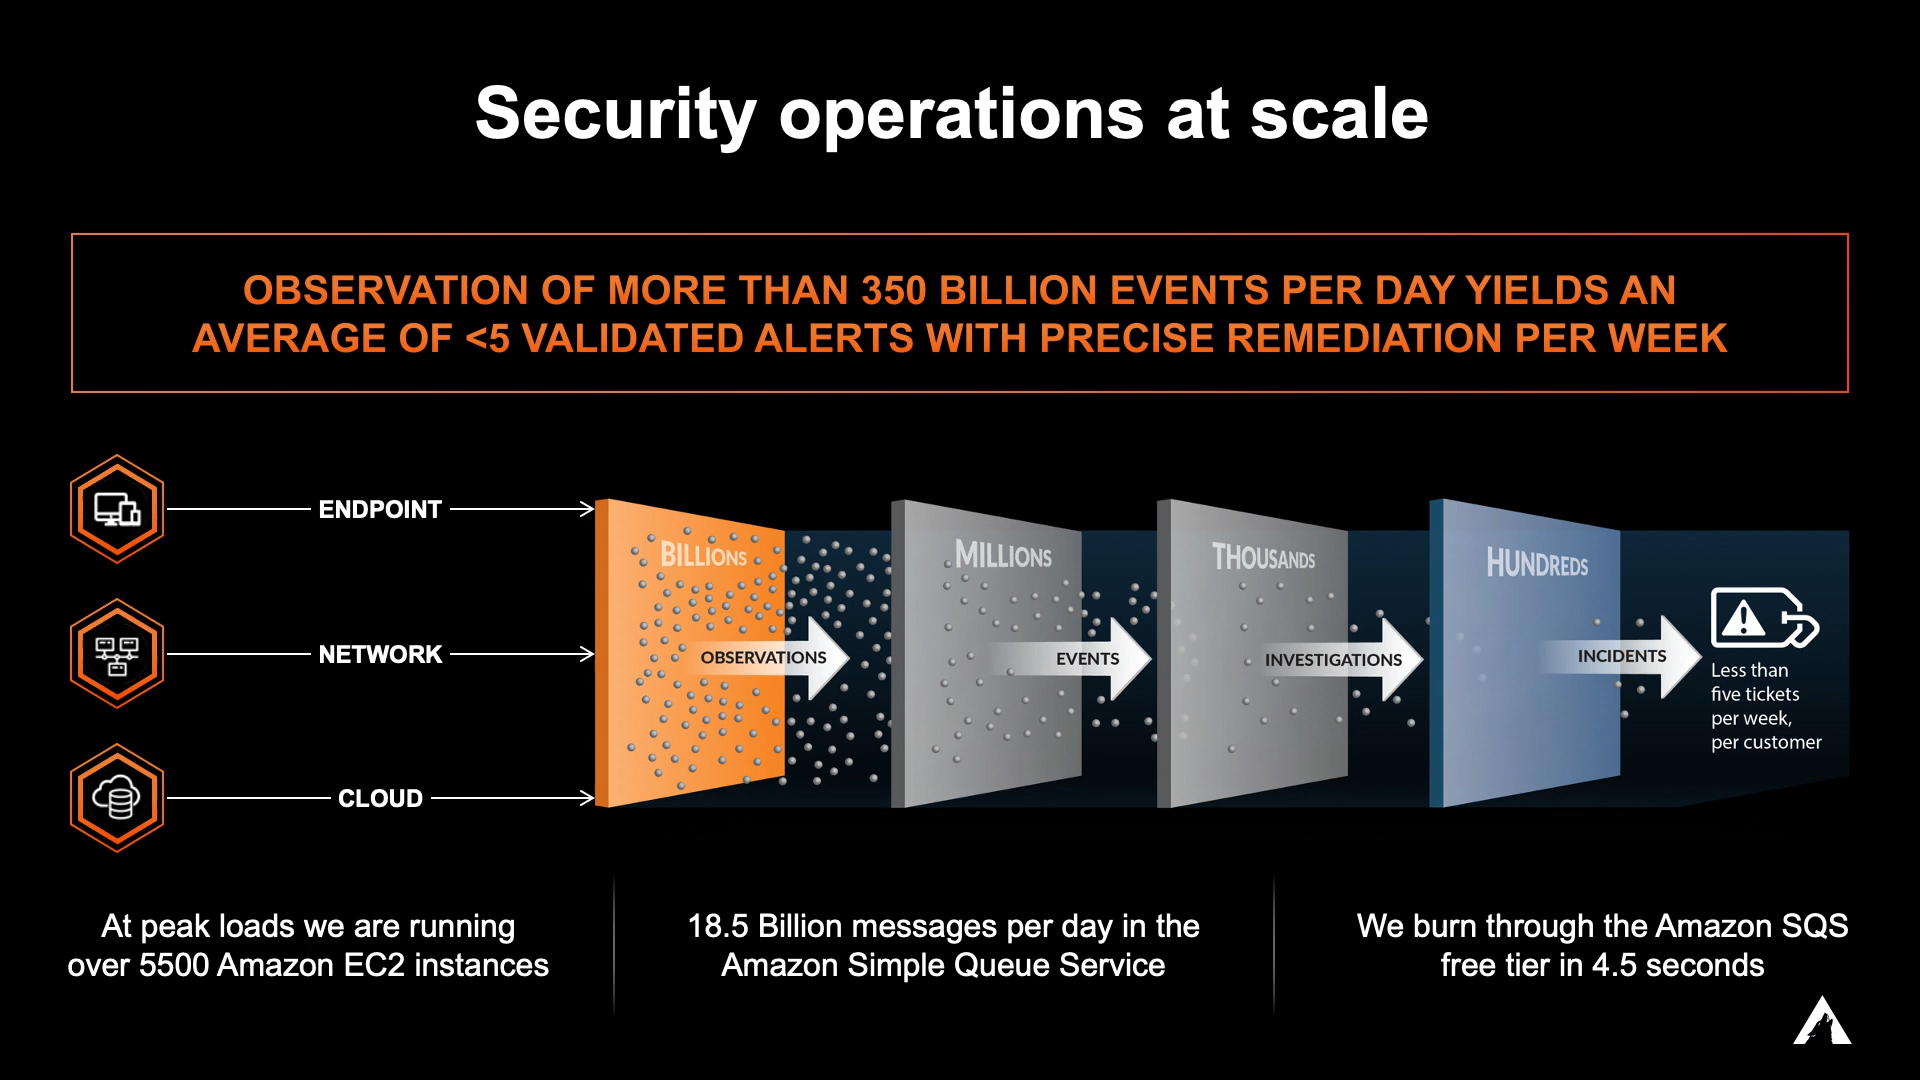 Security operations at scale
OBSERVATION OF MORE THAN 350 BILLION EVENTS PER DAY YIELDS AN
AVERAGE OF <5 VALIDATED ALERTS WITH PRECISE REMEDIATION PER WEEK
ENDPOINT
NETWORK
CLOUD
BILLIONS
OBSERVATIONS
MILLIONS
EVENTS
THOUSANDS
INVESTIGATIONS
HUNDREDS
INCIDENTS
Less than
five tickets
per week,
per customer
At peak loads we are running
over 5500 Amazon EC2 instances
18.5 Billion messages per day in the
Amazon Simple Queue Service
We burn through the Amazon SQS
free tier in 4.5 seconds